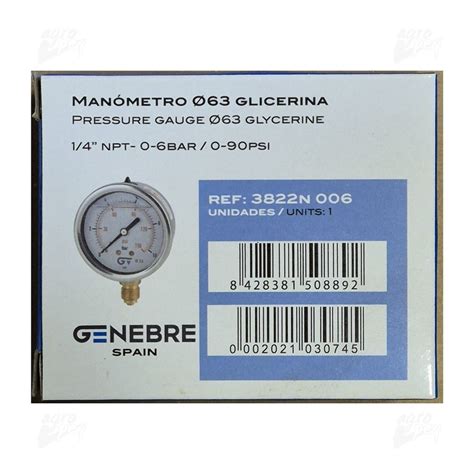 MANÓMETRO Ø63 GLICERINA
PRESSURE GAUGE Ø63 GLYCERINE
1/4" NPT- 0-6BAR / 0-90PSI
REF: 3822N 006
UNIDADES / UNITS: 1
bar
8 428381 508892
GENEBRE
SPAIN
0 002021 030745